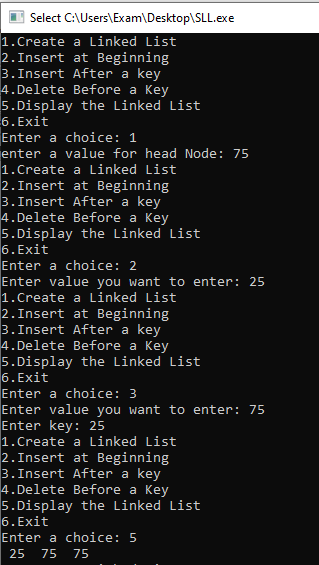 Select C:\Users\Exam\Desktop\SLL.exe
1.Create a Linked List
2.Insert at Beginning
3.Insert After a key
4.Delete Before a Key
5.Display the Linked List
6.Exit
Enter a choice: 1
enter a value for head Node: 75
1.Create a Linked List
2.Insert at Beginning
3.Insert After a key
4.Delete Before a Key
5.Display the Linked List
6.Exit
Enter a choice: 2
Enter value you want to enter: 25
1.Create a Linked List
2.Insert at Beginning
3.Insert After a key
4.Delete Before a Key
5.Display the Linked List
6.Exit
Enter a choice: 3
Enter value you want to enter: 75
Enter key: 25
1.Create a Linked List
2.Insert at Beginning
3.Insert After a key
4.Delete Before a Key
5.Display the Linked List
6.Exit
Enter a choice: 5
25 75 75